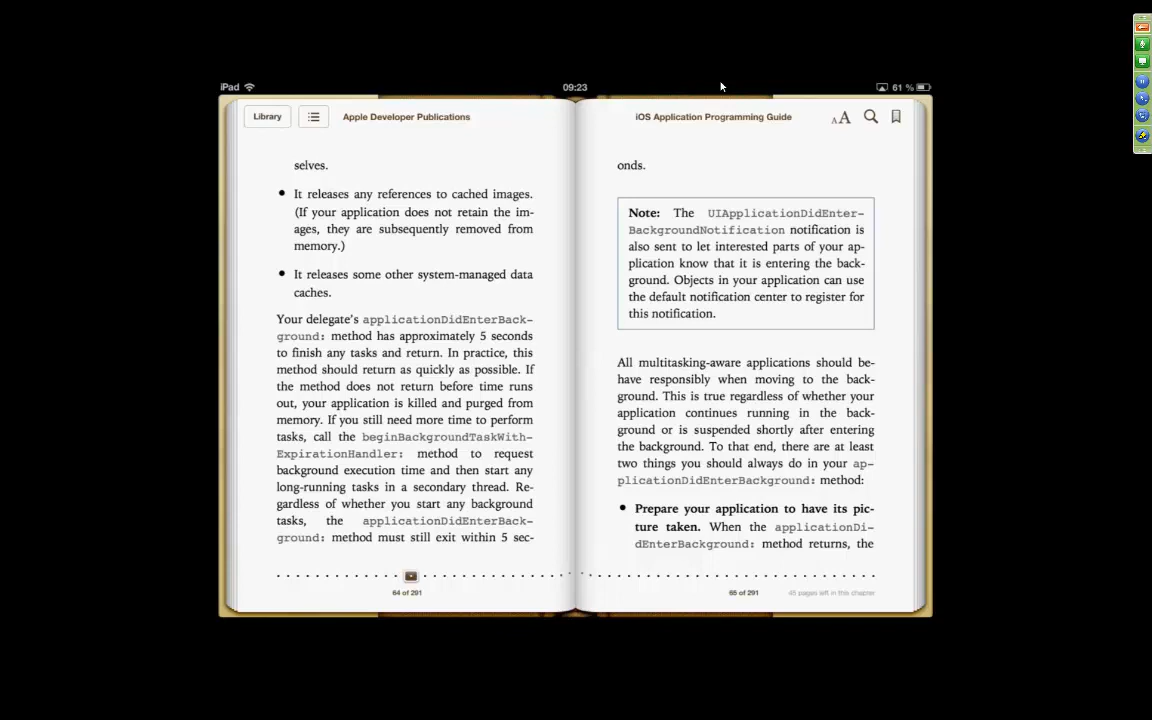 iPad
09:23
61 %
Library
Apple Developer Publications
iOS Application Programming Guide
AA
selves.
• It releases any references to cached images.
(If your application does not retain the im-
ages, they are subsequently removed from
memory.)
• It releases some other system-managed data
caches.
Your delegate’s applicationDidEnterBack-
ground: method has approximately 5 seconds
to finish any tasks and return. In practice, this
method should return as quickly as possible. If
the method does not return before time runs
out, your application is killed and purged from
memory. If you still need more time to perform
tasks, call the beginBackgroundTaskWith-
ExpirationHandler: method to request
background execution time and then start any
long-running tasks in a secondary thread. Re-
gardless of whether you start any background
tasks, the applicationDidEnterBack-
ground: method must still exit within 5 sec-
64 of 291
onds.
Note: The UIApplicationDidEnter-
BackgroundNotification notification is
also sent to let interested parts of your ap-
plication know that it is entering the back-
ground. Objects in your application can use
the default notification center to register for
this notification.
All multitasking-aware applications should be-
have responsibly when moving to the back-
ground. This is true regardless of whether your
application continues running in the back-
ground or is suspended shortly after entering
the background. To that end, there are at least
two things you should always do in your ap-
plicationDidEnterBackground: method:
• Prepare your application to have its pic-
ture taken. When the applicationDi-
dEnterBackground: method returns, the
65 of 291
45 pages left in this chapter